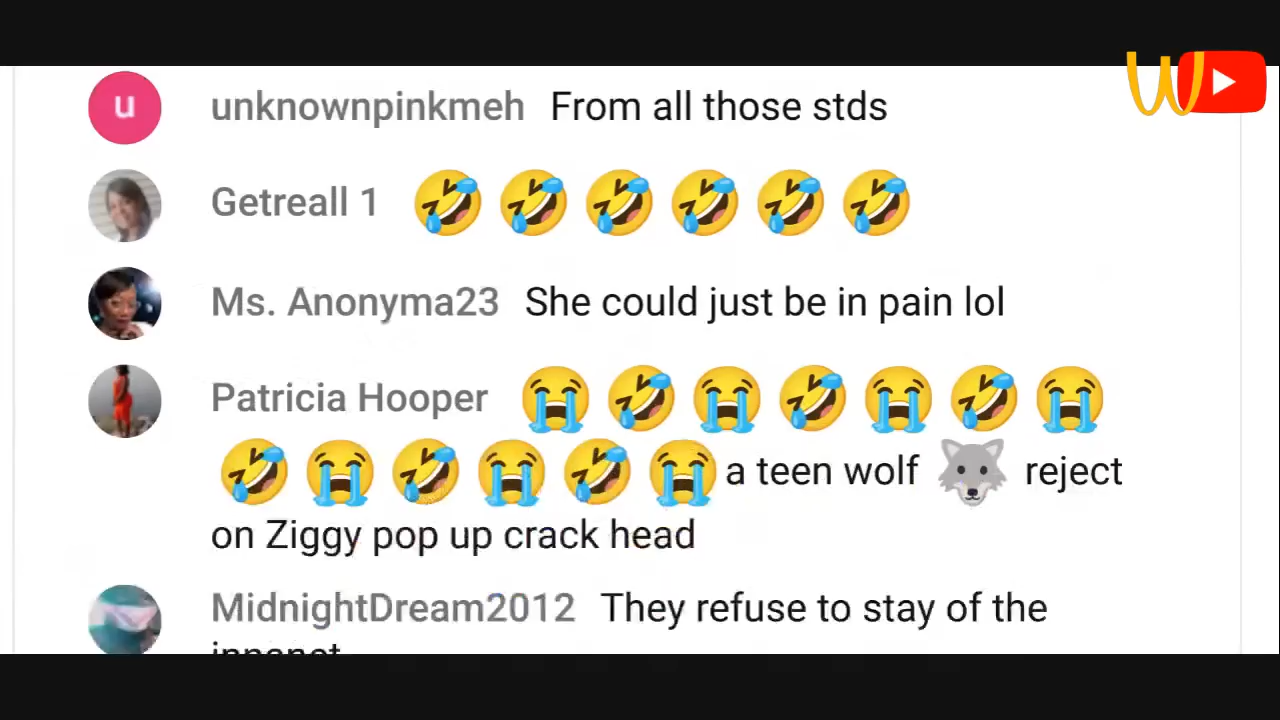 u
unknownpinkmeh From all those stds
Getreall 1 🤣🤣🤣🤣🤣🤣
Ms. Anonyma23 She could just be in pain lol
Patricia Hooper 😭🤣😭🤣😭🤣😭
🤣😭🤣😭🤣😭 a teen wolf 🐺 reject
on Ziggy pop up crack head
MidnightDream2012 They refuse to stay of the